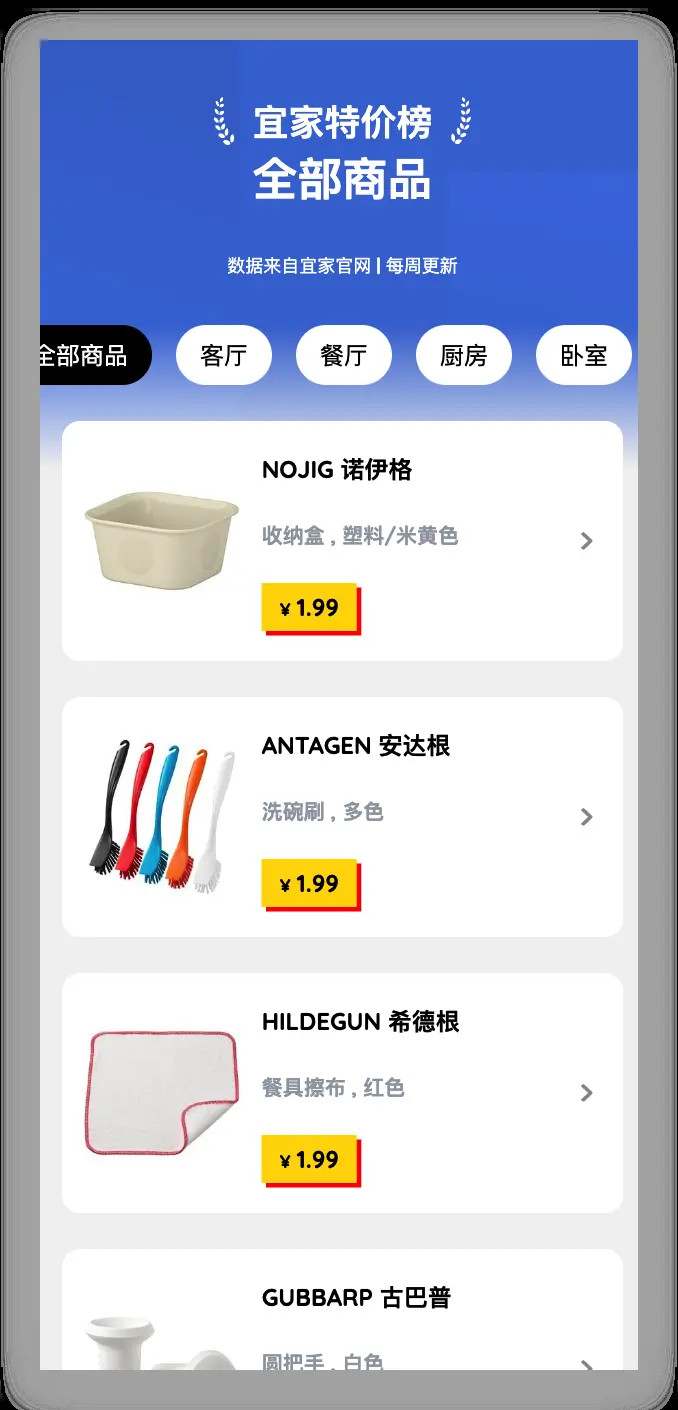 宜家特价榜
全部商品
数据来自宜家官网 | 每周更新
全部商品 客厅 餐厅 厨房 卧室
NOJIG 诺伊格
收纳盒 , 塑料/米黄色
¥ 1.99
ANTAGEN 安达根
洗碗刷 , 多色
¥ 1.99
HILDEGUN 希德根
餐具擦布 , 红色
¥ 1.99
GUBBARP 古巴普
圆把手 , 白色